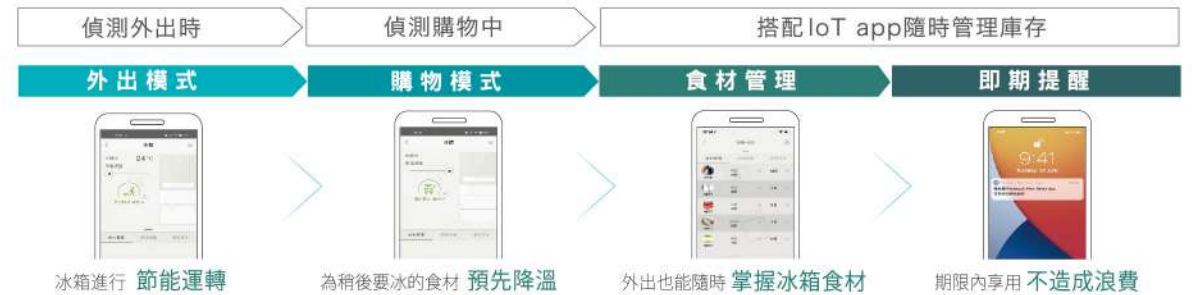 偵測外出時
偵測購物中
搭配IoT app隨時管理庫存
外出模式
購物模式
食材管理
即期提醒
9:41
冰箱進行 節能運轉
為稍後要冰的食材 預先降溫
外出也能隨時 掌握冰箱食材
期限內享用 不造成浪費